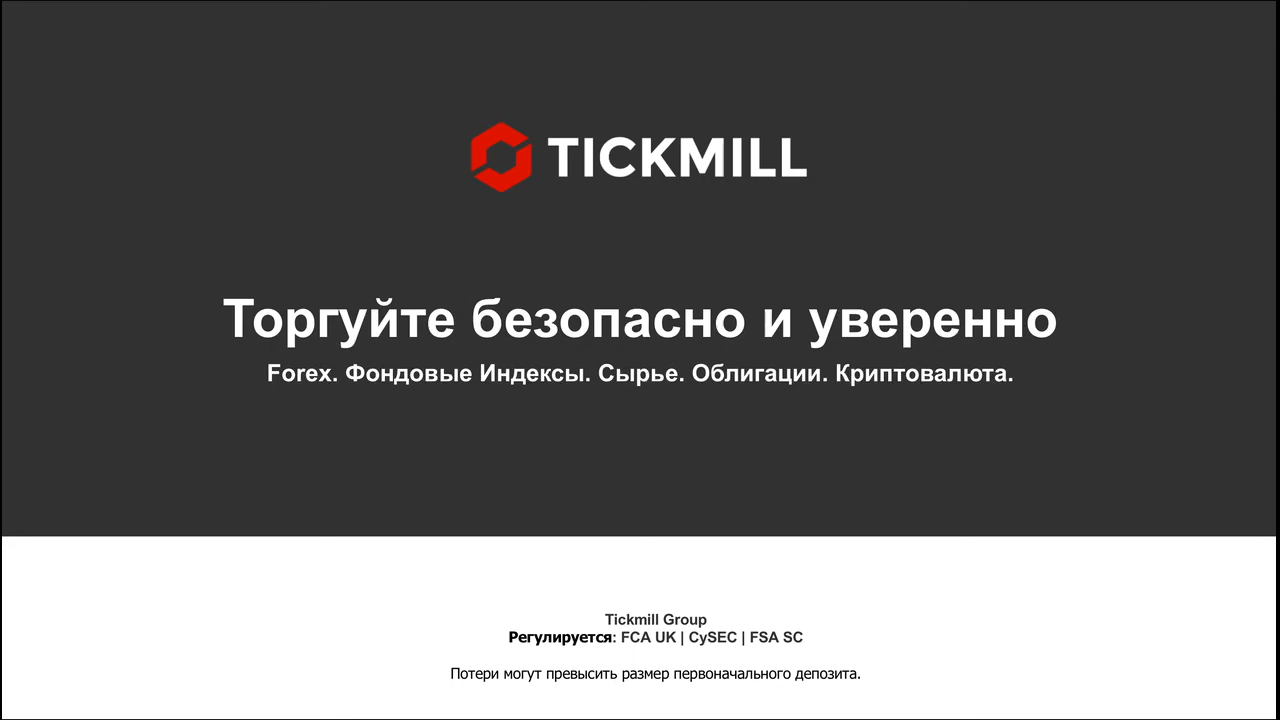 TICKMILL
Торгуйте безопасно и уверенно
Forex. Фондовые Индексы. Сырье. Облигации. Криптовалюта.
Tickmill Group
Регулируется: FCA UK | CySEC | FSA SC
Потери могут превысить размер первоначального депозита.